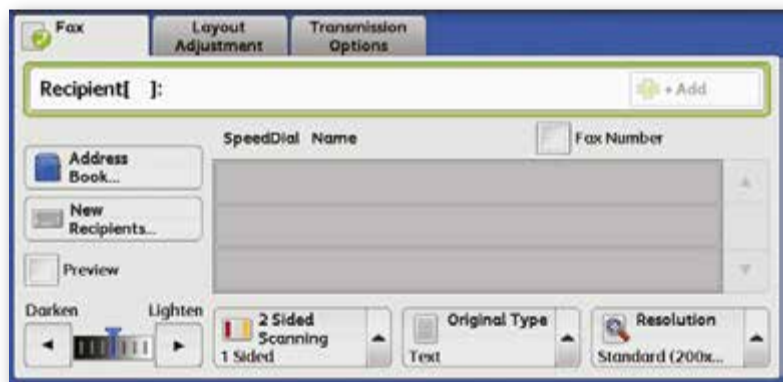 Fax
Layout
Adjustment
Transmission
Options
Recipient[ ]:
+ Add
SpeedDial Name
Fax Number
Address
Book...
New
Recipients...
Preview
Darken
Lighten
2 Sided
Scanning
1 Sided
Original Type
Text
Resolution
Standard (200x...